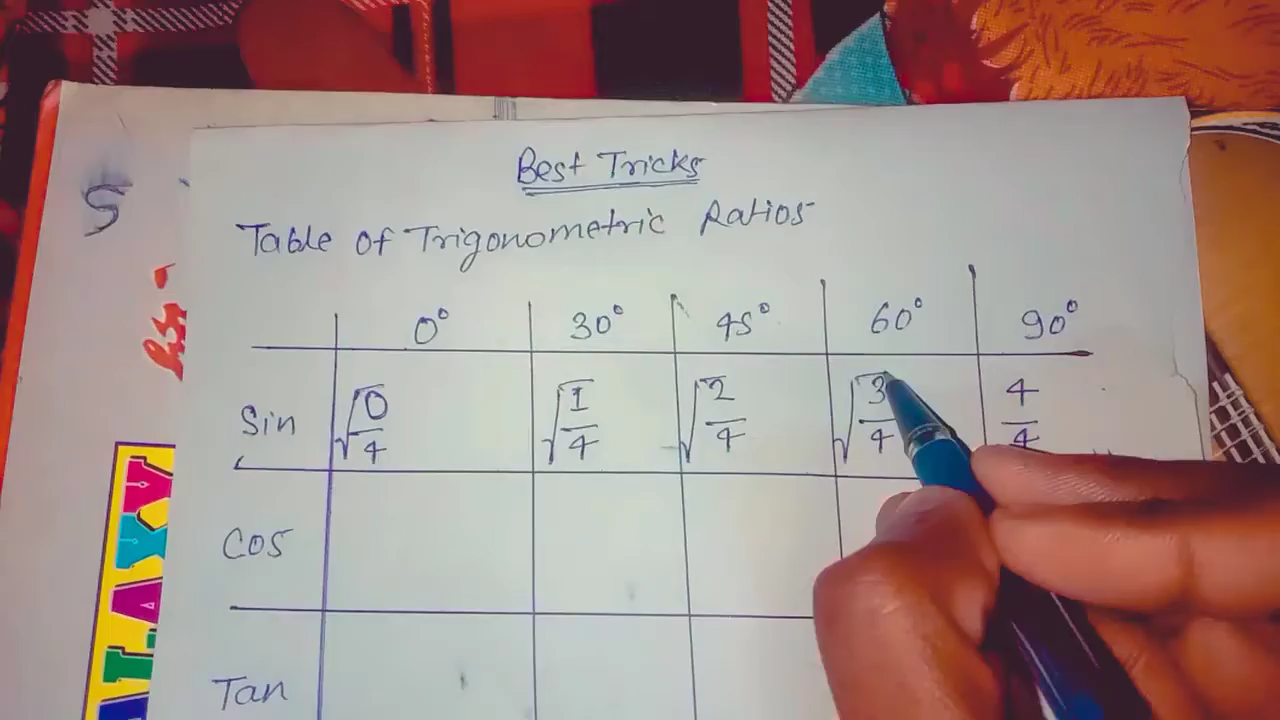 Best Tricks
Table of Trigonometric Ratios
0° 30° 45° 60° 90°
Sin √0/4 √1/4 √2/4 √3/4 4/4
Cos
Tan
S
ALAXY